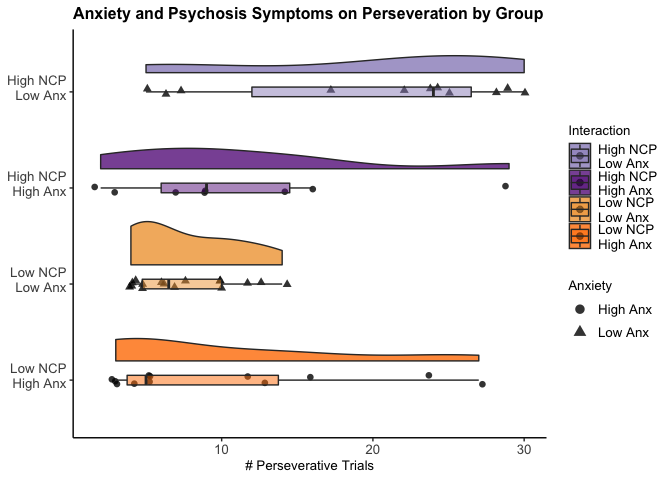 Anxiety and Psychosis Symptoms on Perseveration by Group
High NCP
Low Anx
High NCP
High Anx
Low NCP
Low Anx
Low NCP
High Anx
10
20
30
# Perseverative Trials
Interaction
High NCP
Low Anx
High NCP
High Anx
Low NCP
Low Anx
Low NCP
High Anx
Anxiety
High Anx
Low Anx